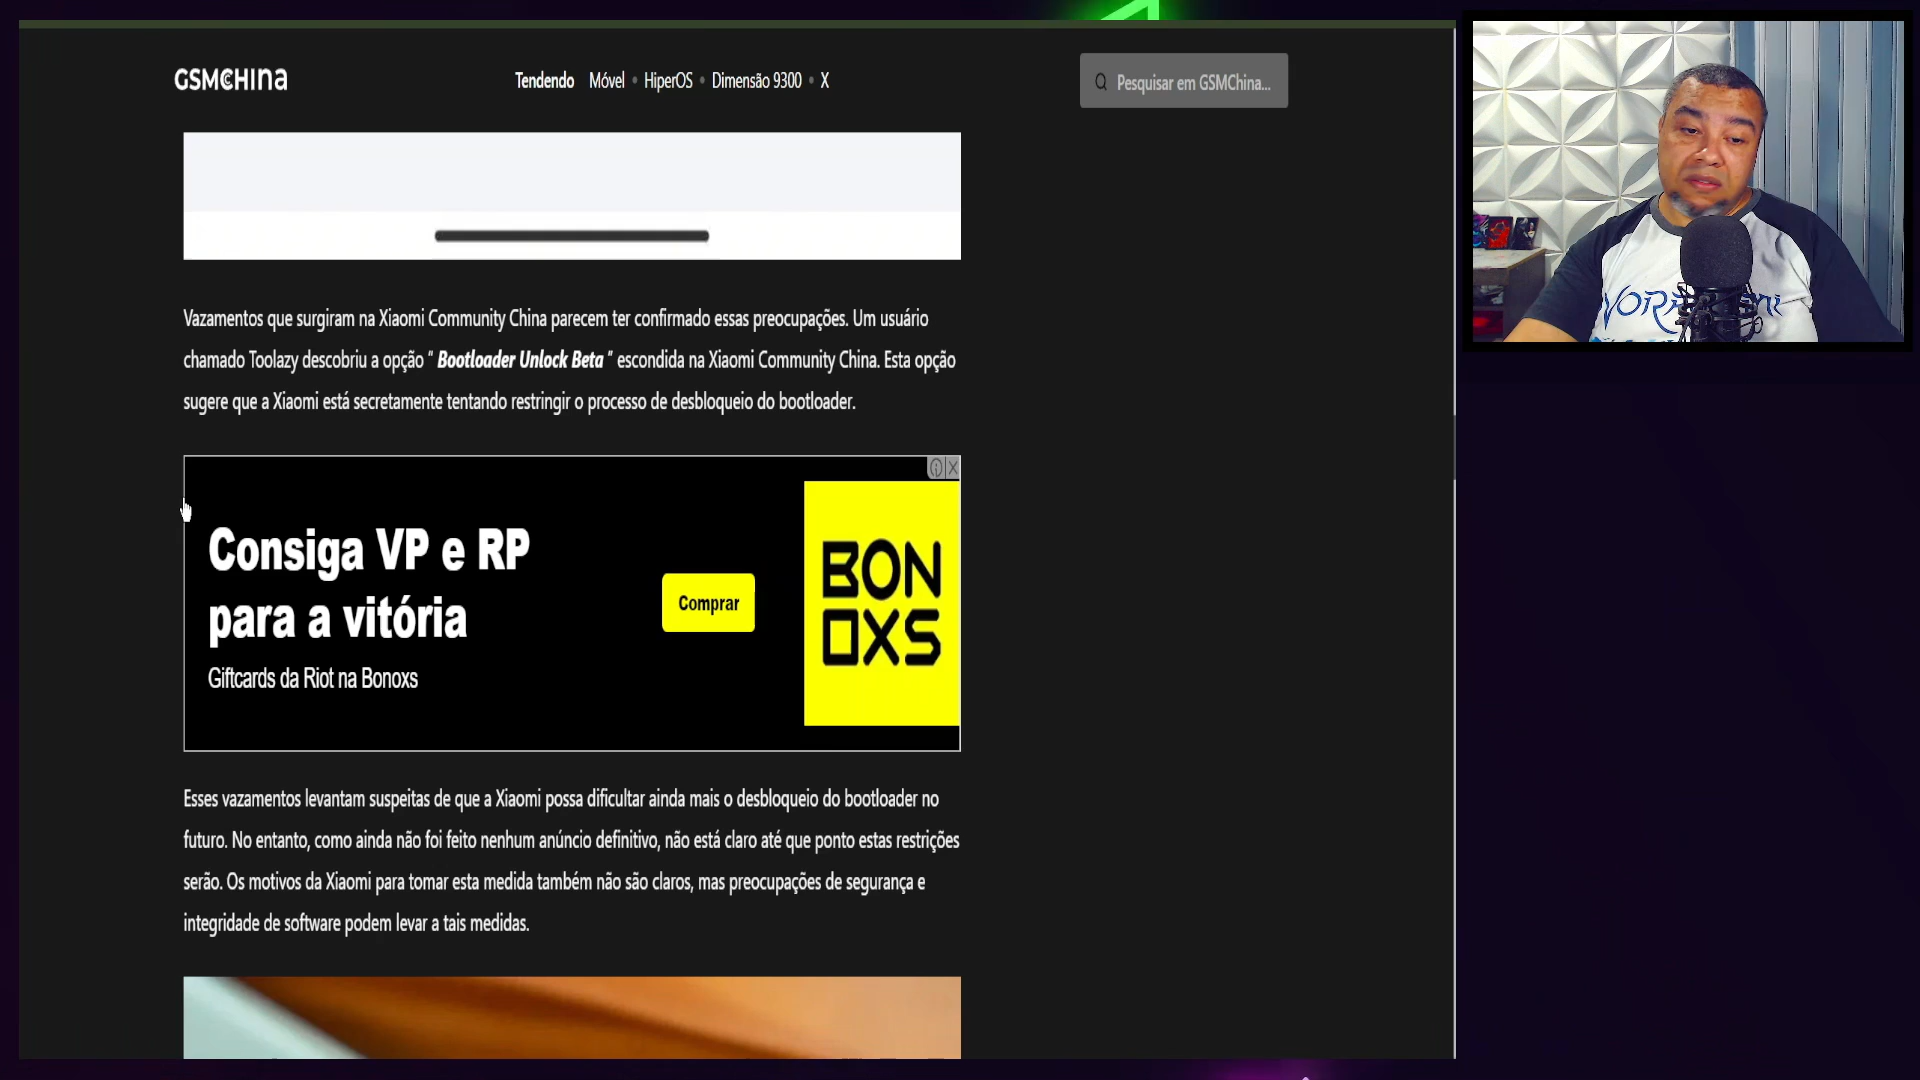 GSMChina
Tendendo Móvel • HiperOS • Dimensão 9300 • X
Pesquisar em GSMChina...
Vazamentos que surgiram na Xiaomi Community China parecem ter confirmado essas preocupações. Um usuário
chamado Toolazy descobriu a opção " Bootloader Unlock Beta " escondida na Xiaomi Community China. Esta opção
sugere que a Xiaomi está secretamente tentando restringir o processo de desbloqueio do bootloader.
Consiga VP e RP
para a vitória
Giftcards da Riot na Bonoxs
Comprar
BON
OXS
Esses vazamentos levantam suspeitas de que a Xiaomi possa dificultar ainda mais o desbloqueio do bootloader no
futuro. No entanto, como ainda não foi feito nenhum anúncio definitivo, não está claro até que ponto estas restrições
serão. Os motivos da Xiaomi para tomar esta medida também não são claros, mas preocupações de segurança e
integridade de software podem levar a tais medidas.